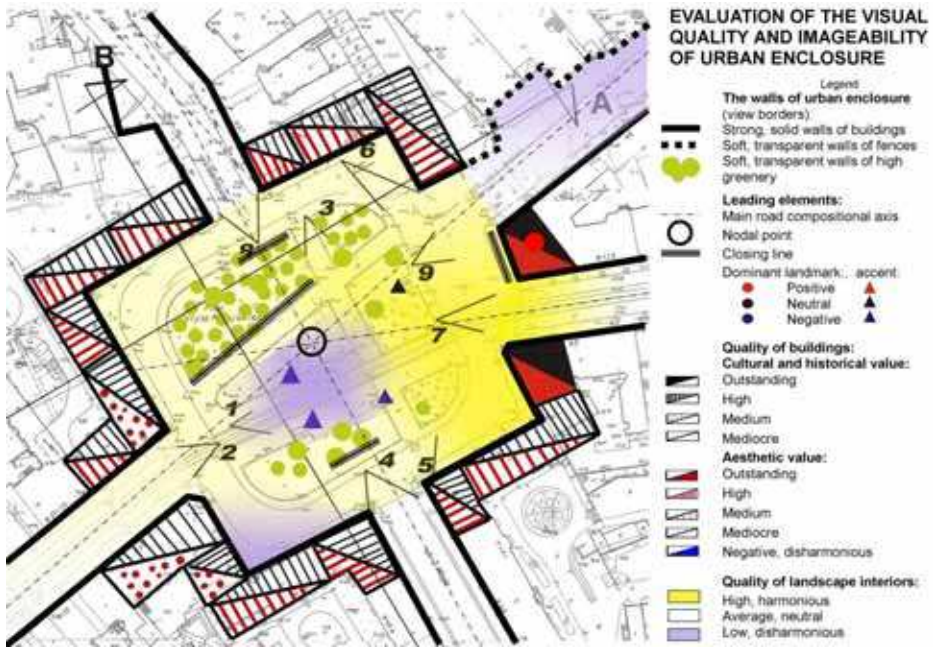 EVALUATION OF THE VISUAL
QUALITY AND IMAGEABILITY
OF URBAN ENCLOSURE
Legend
The walls of urban enclosure
(view borders):
Strong, solid walls of buildings
Soft, transparent walls of fences
Soft, transparent walls of high
greenery
Leading elements:
Main road compositional axis
Nodal point
Closing line
Dominant landmark:, accent:
Positive
Neutral
Negative
Quality of buildings:
Cultural and historical value:
Outstanding
High
Medium
Mediocre
Aesthetic value:
Outstanding
High
Medium
Mediocre
Negative, disharmonious
Quality of landscape interiors:
High, harmonious
Average, neutral
Low, disharmonious
B
A
6
3
8
9
7
1
2
4
5